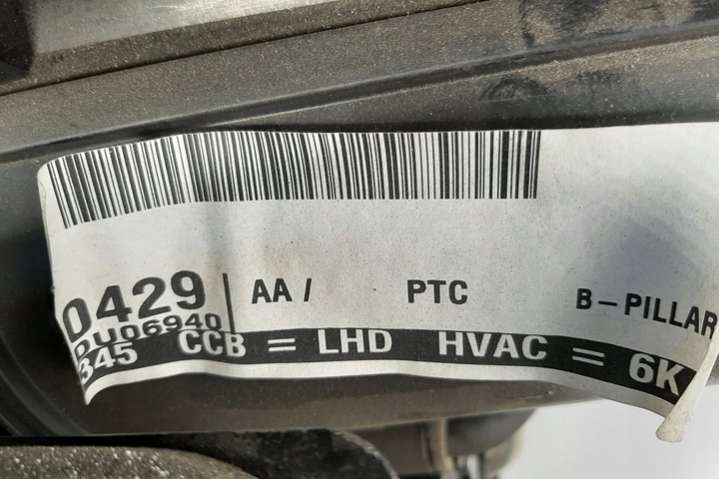 0429 AA / PTC B-PILLAR
DU06940
345 CCB = LHD HVAC = 6K